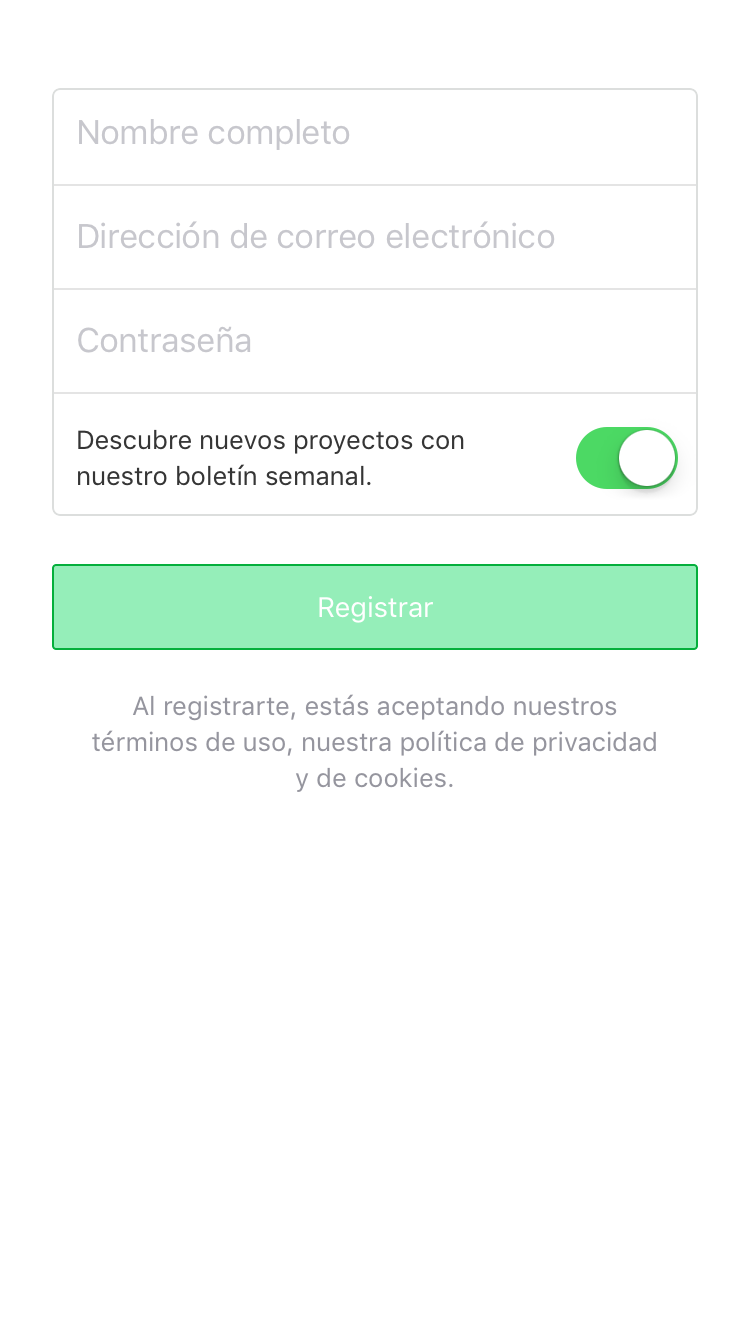 Nombre completo
Dirección de correo electrónico
Contraseña
Descubre nuevos proyectos con
nuestro boletín semanal.
Registrar
Al registrarte, estás aceptando nuestros
términos de uso, nuestra política de privacidad
y de cookies.